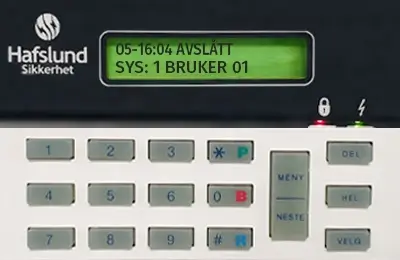 Hafslund
Sikkerhet
05-16:04 AVSLÅTT
SYS: 1 BRUKER 01
1 2 3 * P DEL
MENY
4 5 6 0 B HEL
NESTE
7 8 9 # R VELG